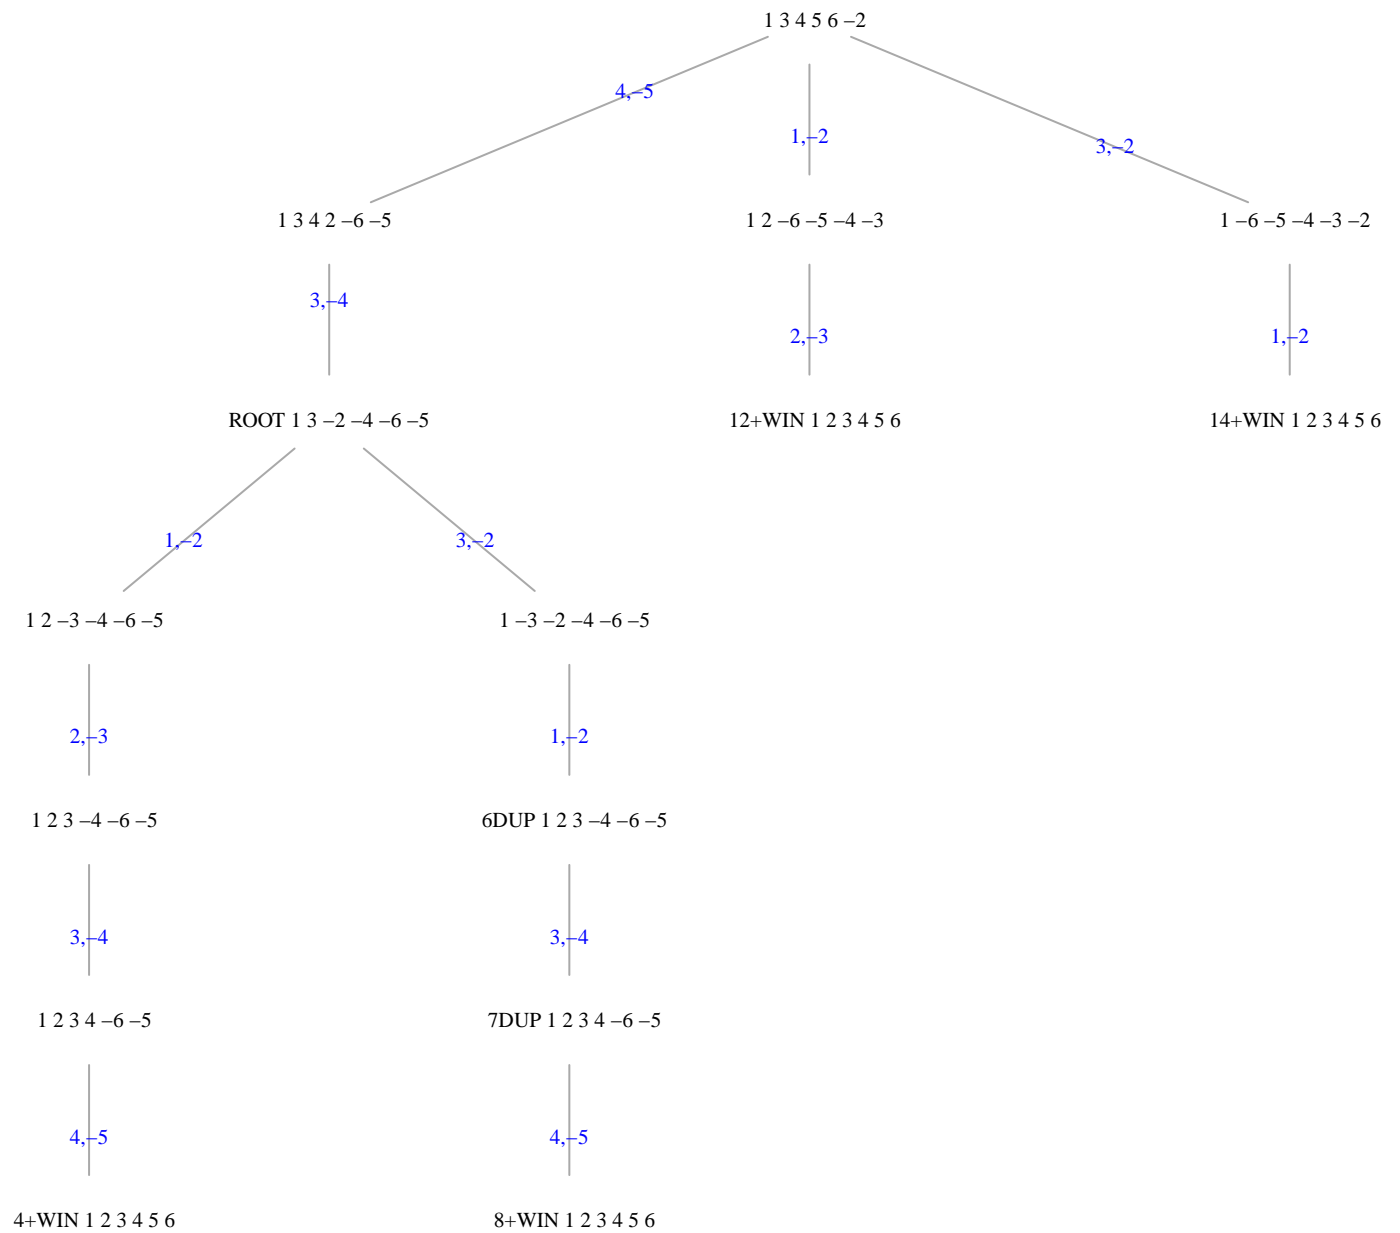 1 3 4 5 6 –2
4,–5
1,–2
3,–2
1 3 4 2 –6 –5
1 2 –6 –5 –4 –3
1 –6 –5 –4 –3 –2
3,–4
2,–3
1,–2
ROOT 1 3 –2 –4 –6 –5
12+WIN 1 2 3 4 5 6
14+WIN 1 2 3 4 5 6
1,–2
3,–2
1 2 –3 –4 –6 –5
1 –3 –2 –4 –6 –5
2,–3
1,–2
1 2 3 –4 –6 –5
6DUP 1 2 3 –4 –6 –5
3,–4
3,–4
1 2 3 4 –6 –5
7DUP 1 2 3 4 –6 –5
4,–5
4,–5
4+WIN 1 2 3 4 5 6
8+WIN 1 2 3 4 5 6